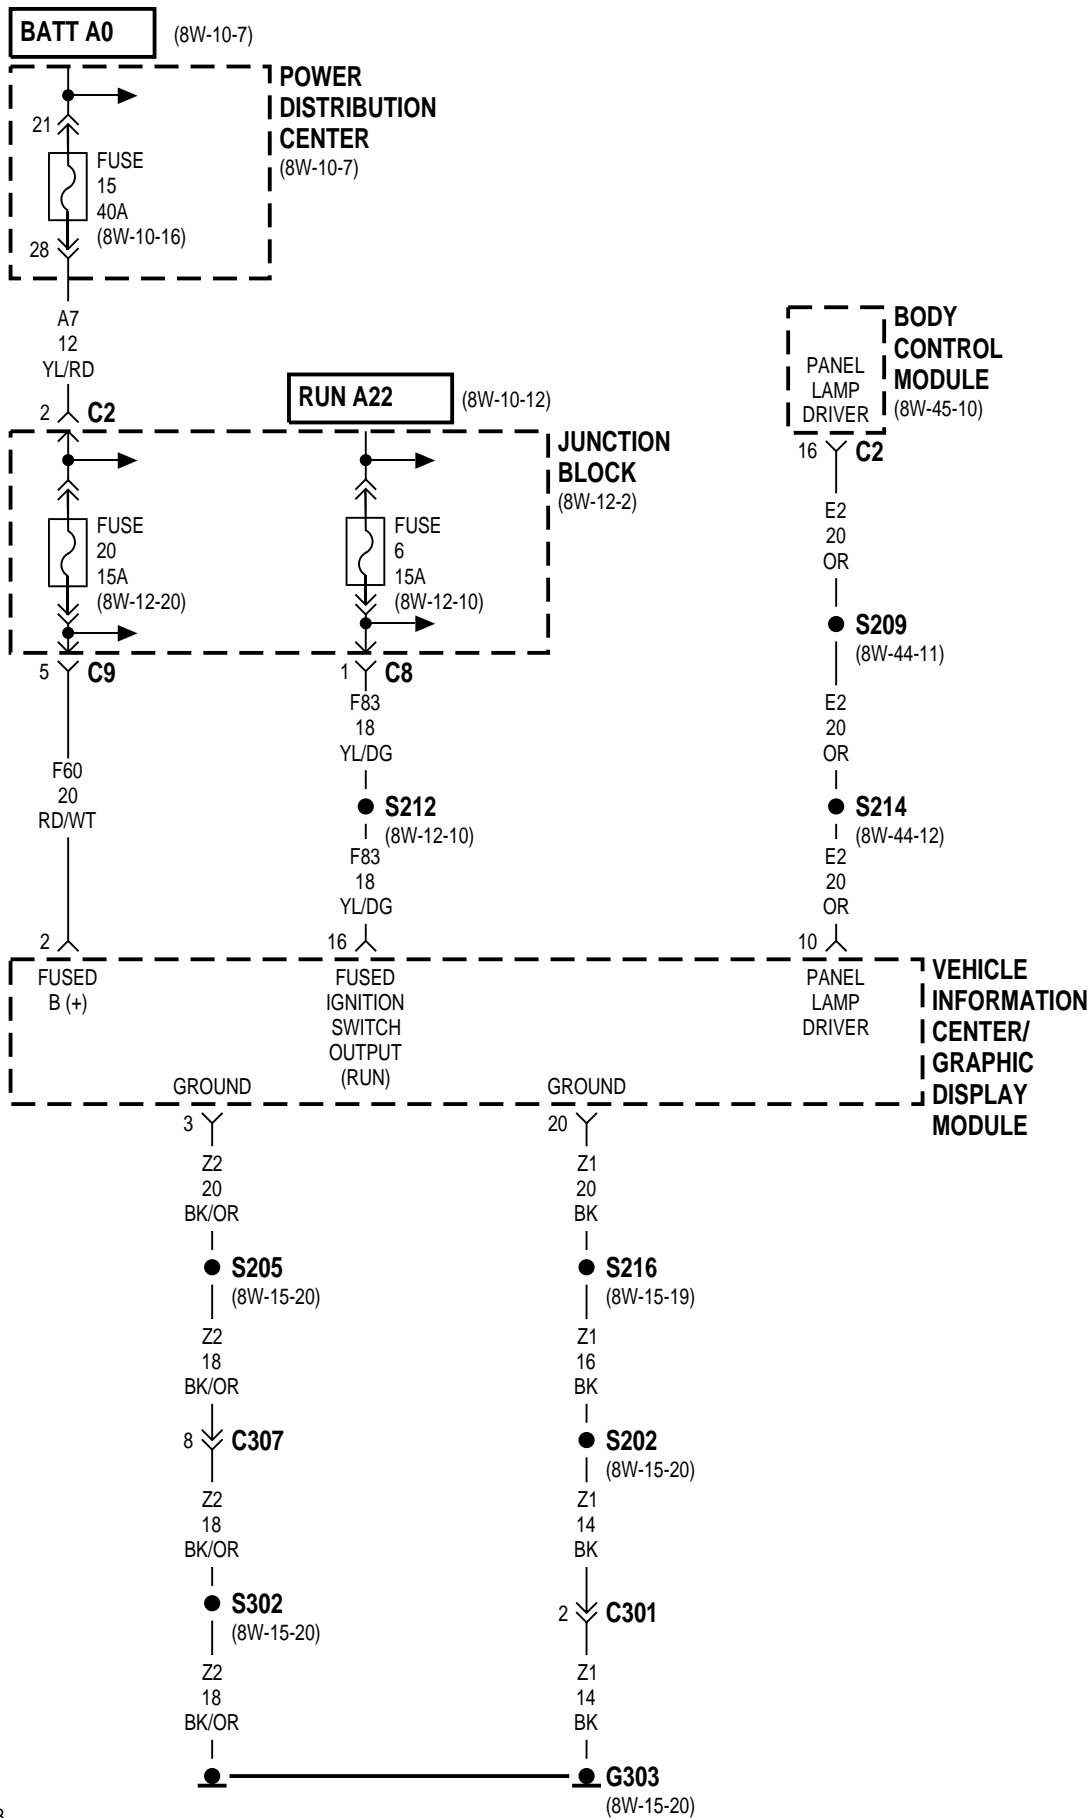 BATT A0
(8W-10-7)
POWER
DISTRIBUTION
CENTER
(8W-10-7)
21
FUSE
15
40A
(8W-10-16)
28
A7
12
YL/RD
2
C2
RUN A22
(8W-10-12)
BODY
CONTROL
MODULE
(8W-45-10)
PANEL
LAMP
DRIVER
16
C2
JUNCTION
BLOCK
(8W-12-2)
FUSE
20
15A
(8W-12-20)
FUSE
6
15A
(8W-12-10)
5
C9
1
C8
E2
20
OR
S209
(8W-44-11)
F60
20
RD/WT
F83
18
YL/DG
S212
(8W-12-10)
F83
18
YL/DG
E2
20
OR
S214
(8W-44-12)
E2
20
OR
2
16
10
FUSED
B (+)
FUSED
IGNITION
SWITCH
OUTPUT
(RUN)
PANEL
LAMP
DRIVER
VEHICLE
INFORMATION
CENTER/
GRAPHIC
DISPLAY
MODULE
GROUND
GROUND
3
20
Z2
20
BK/OR
S205
(8W-15-20)
Z2
18
BK/OR
8
C307
Z2
18
BK/OR
S302
(8W-15-20)
Z2
18
BK/OR
Z1
20
BK
S216
(8W-15-19)
Z1
16
BK
S202
(8W-15-20)
Z1
14
BK
2
C301
Z1
14
BK
G303
(8W-15-20)